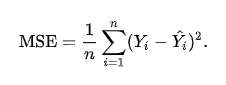 MSE = \frac{1}{n} \sum_{i=1}^{n} (Y_i - \hat{Y}_i)^2.